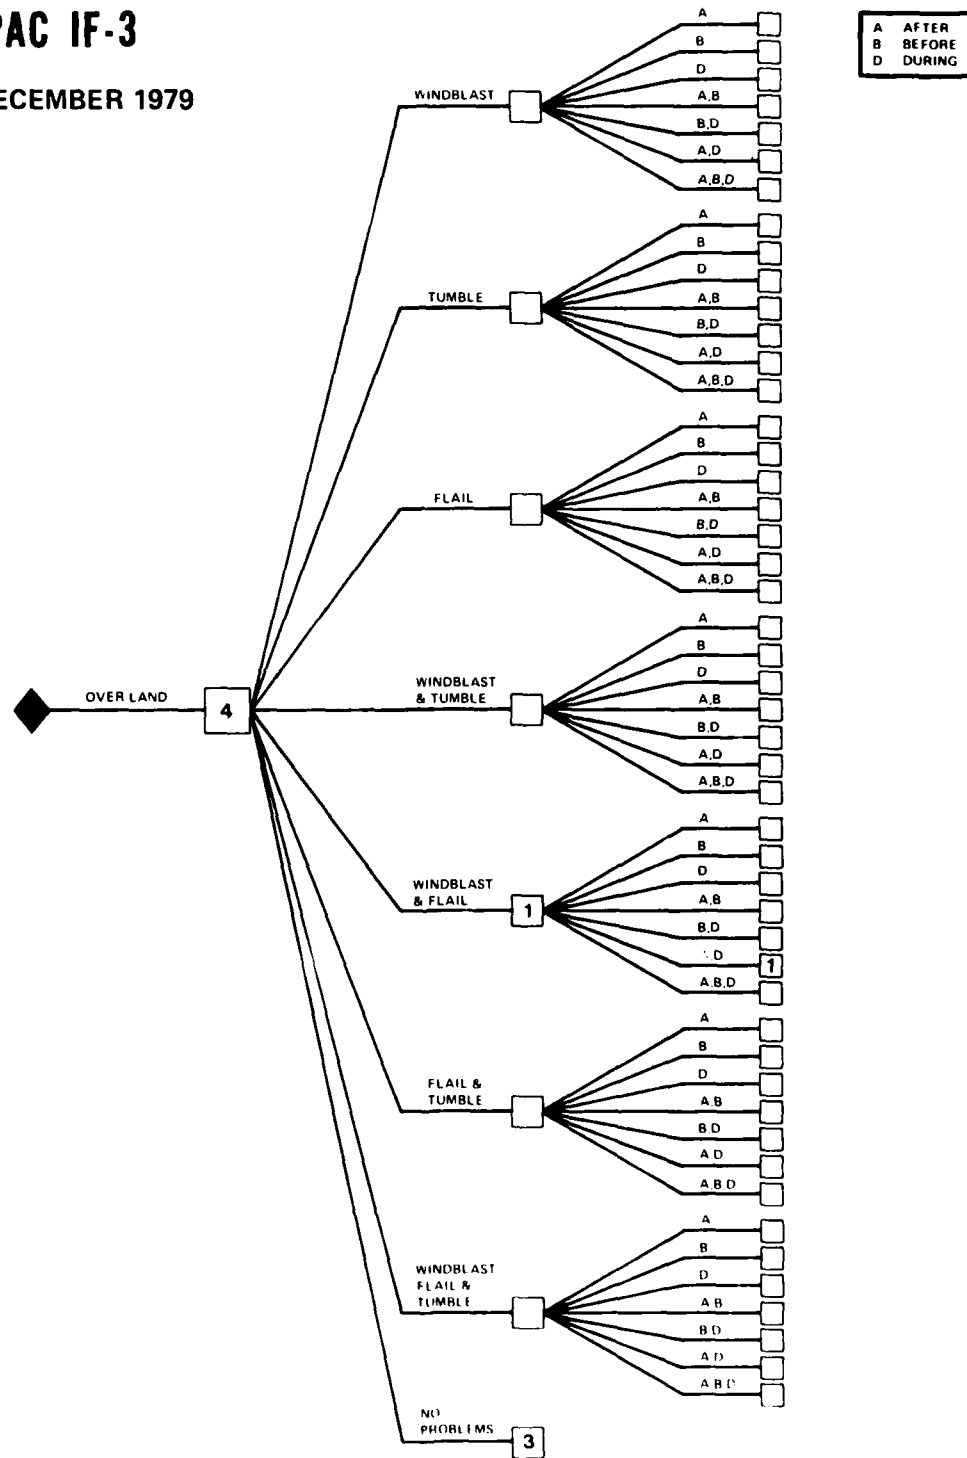 PAC IF-3
ECEMBER 1979
A AFTER
B BEFORE
D DURING
OVER LAND
4
WINDBLAST
A
B
D
A,B
B,D
A,D
A,B,D
TUMBLE
A
B
D
A,B
B,D
A,D
A,B,D
FLAIL
A
B
D
A,B
B,D
A,D
A,B,D
WINDBLAST
& TUMBLE
A
B
D
A,B
B,D
A,D
A,B,D
WINDBLAST
& FLAIL
1
A
B
D
A,B
B,D
,D
1
A,B,D
FLAIL &
TUMBLE
A
B
D
A,B
B,D
A,D
A,B,D
WINDBLAST
FLAIL &
TUMBLE
A
B
D
A B
B D
A D
A B D
NO
PROBLEMS
3